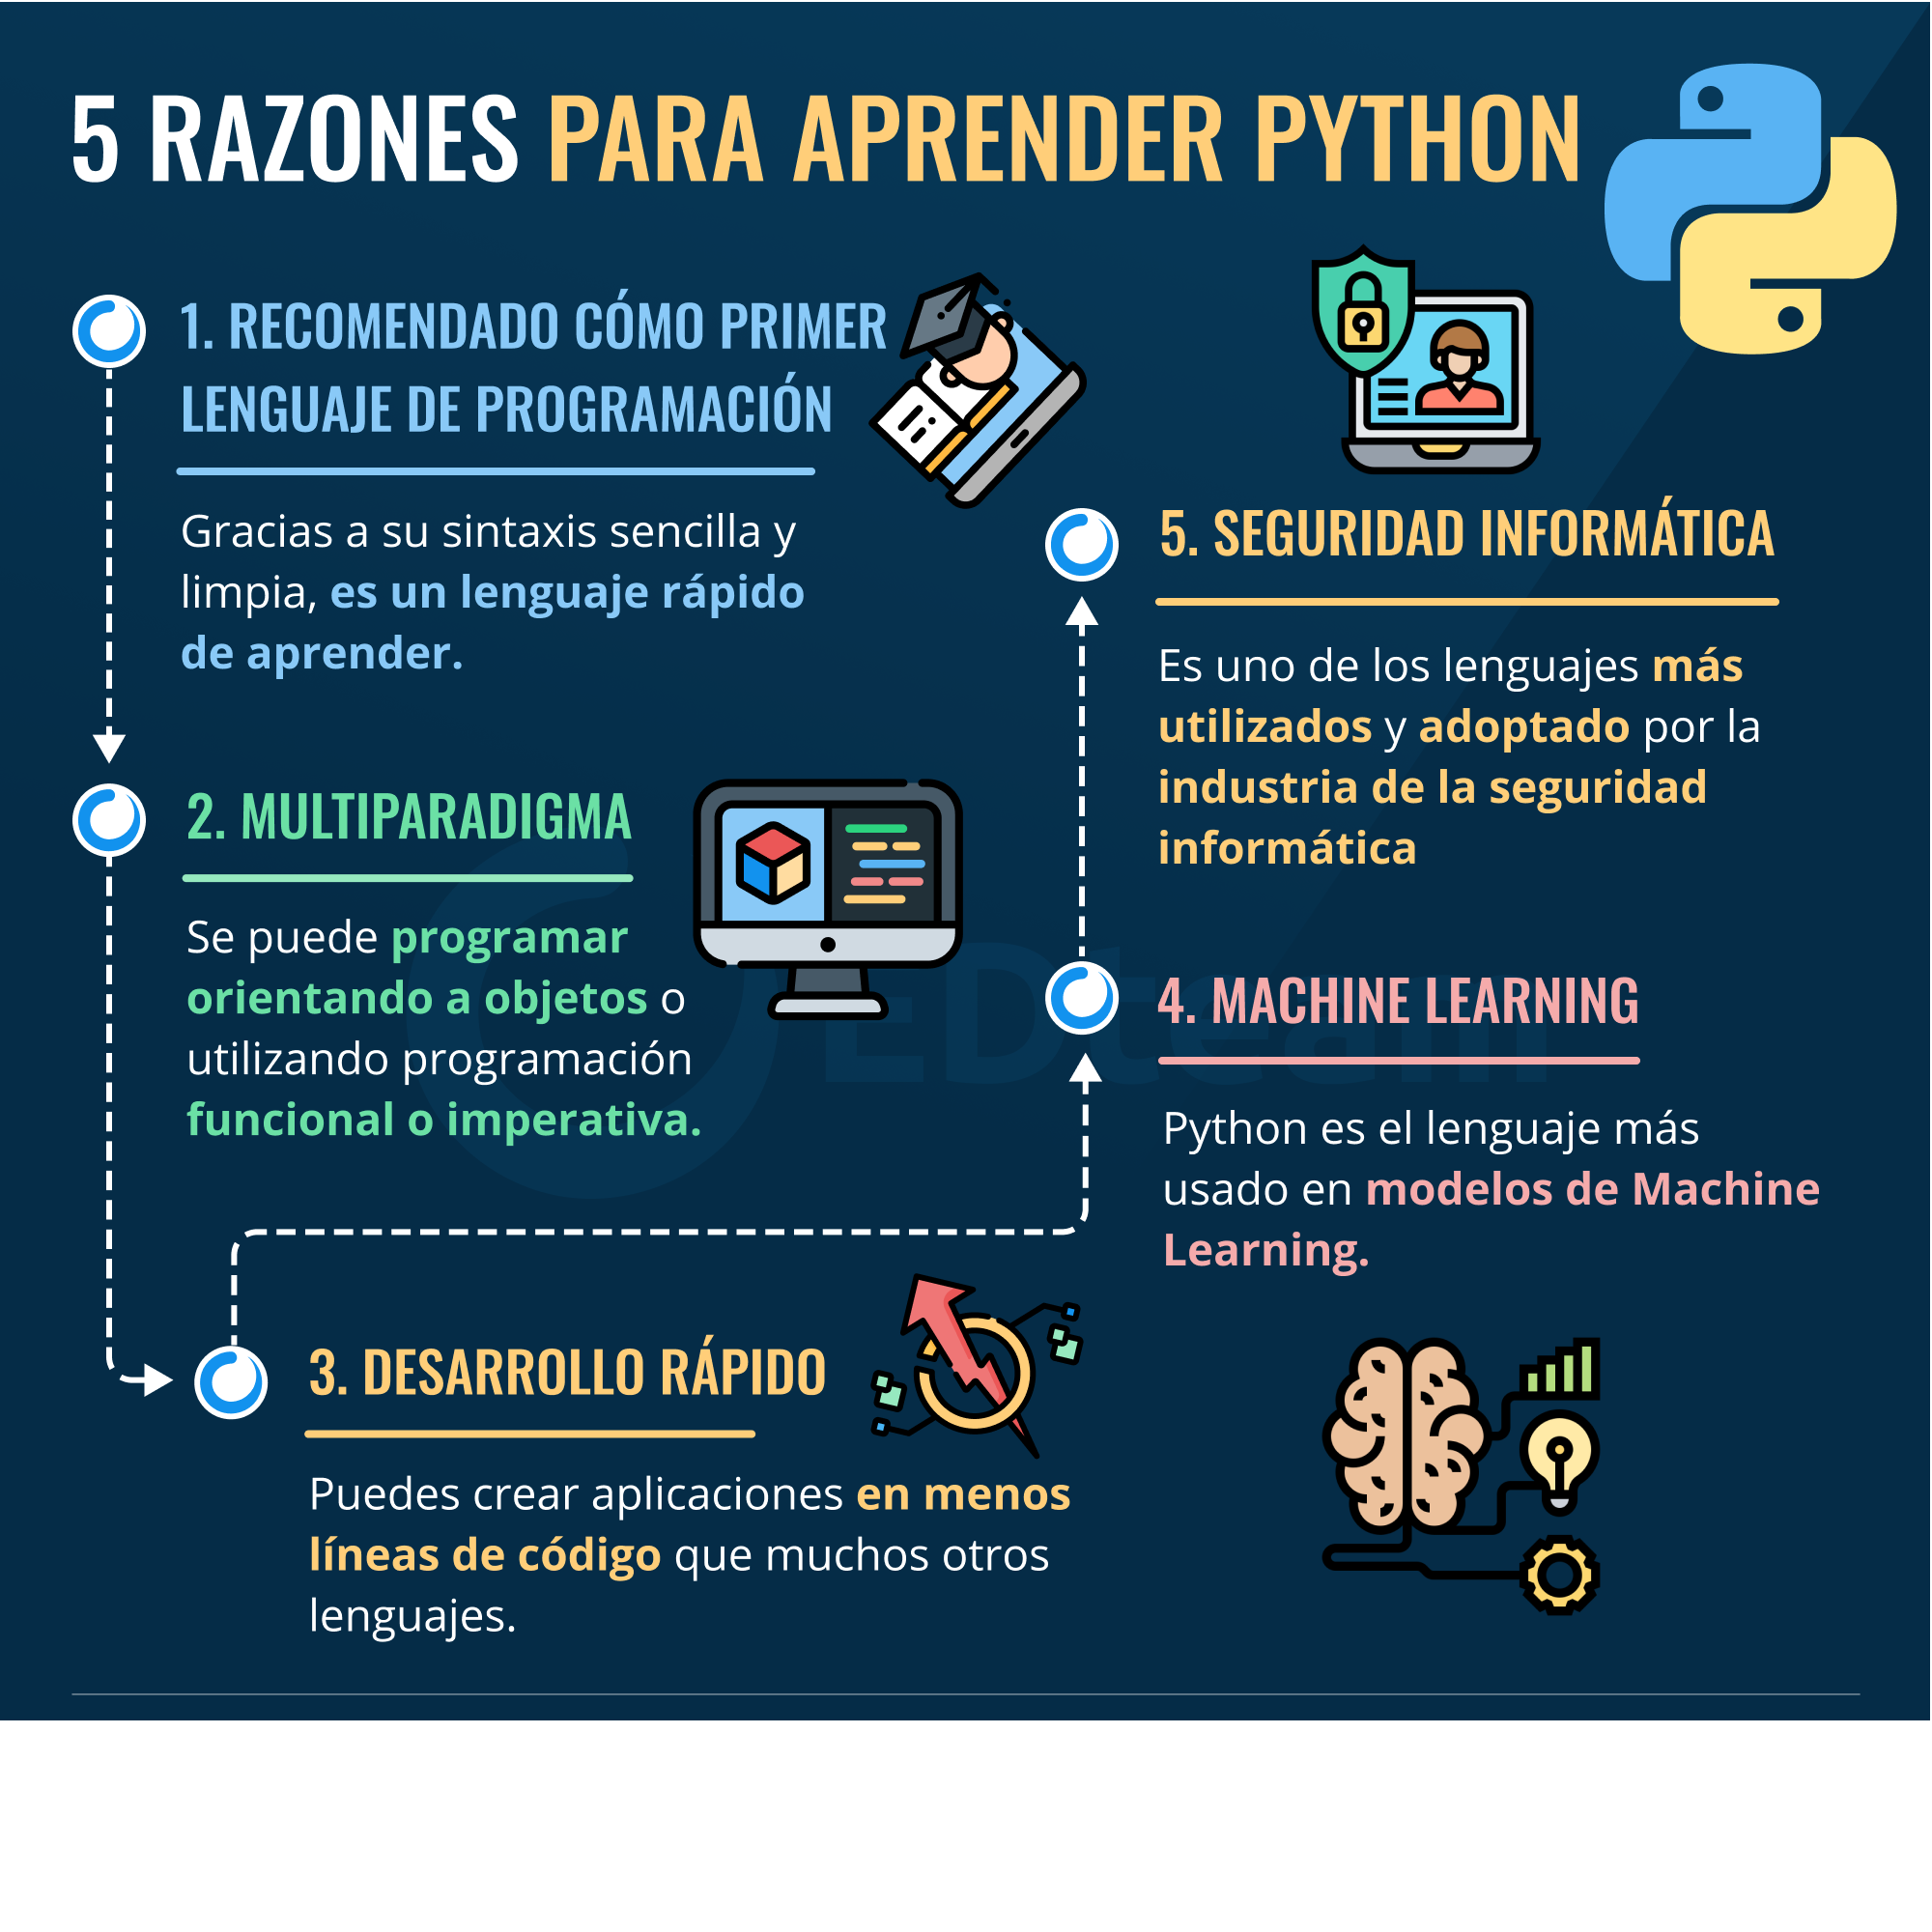 5 RAZONES PARA APRENDER PYTHON
1. RECOMENDADO CÓMO PRIMER
LENGUAJE DE PROGRAMACIÓN
Gracias a su sintaxis sencilla y
limpia, es un lenguaje rápido
de aprender.
2. MULTIPARADIGMA
Se puede programar
orientando a objetos o
utilizando programación
funcional o imperativa.
3. DESARROLLO RÁPIDO
Puedes crear aplicaciones en menos
líneas de código que muchos otros
lenguajes.
4. MACHINE LEARNING
Python es el lenguaje más
usado en modelos de Machine
Learning.
5. SEGURIDAD INFORMÁTICA
Es uno de los lenguajes más
utilizados y adoptado por la
industria de la seguridad
informática
EDteam